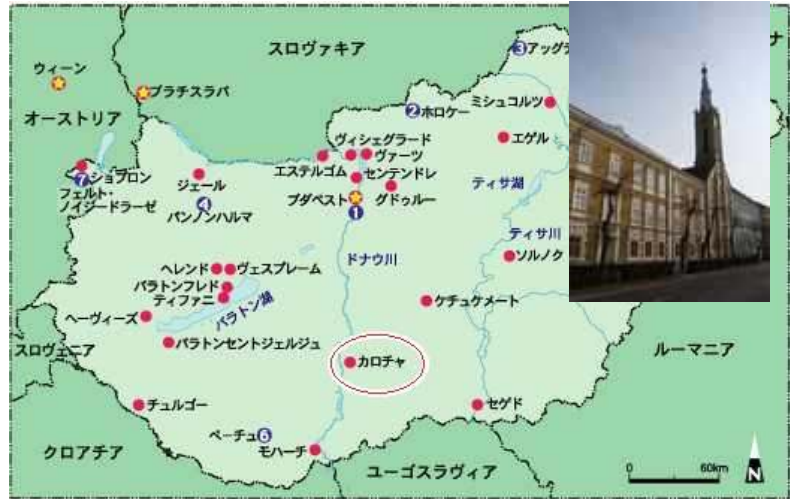 スロヴァキア
ナ
ウィーン
ブラチスラバ
オーストリア
③アッグ
②ホロケー
ミシュコルツ
エゲル
ヴィシェグラード
ヴァーツ
エステルゴム
センテンドレ
⑦ショプロン
フェルト・
ノイジードラーゼ
ジェール
④
パンノンハルマ
ブダペスト
①
グドゥルー
ティサ湖
ティサ川
ドナウ川
ソルノク
ヘレンド
ヴェスプレーム
バラトンフレド
ティファニ
バラトン湖
ケチュケメート
ヘーヴィーズ
スロヴェニア
バラトンセントジェルジュ
カロチャ
ルーマニア
チュルゴー
セゲド
ペーチュ⑥
モハーチ
クロアチア
ユーゴスラヴィア
0 60km
N